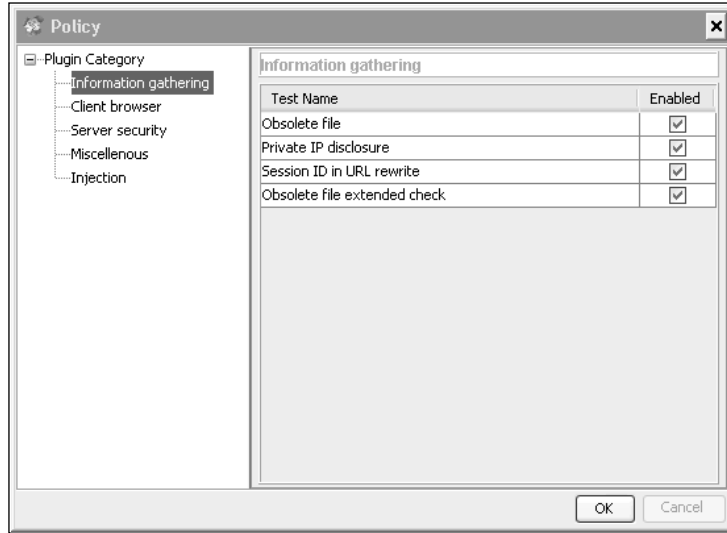 Policy
Plugin Category
Information gathering
Client browser
Server security
Miscellenous
Injection
Information gathering
Test Name Enabled
Obsolete file
Private IP disclosure
Session ID in URL rewrite
Obsolete file extended check
OK Cancel